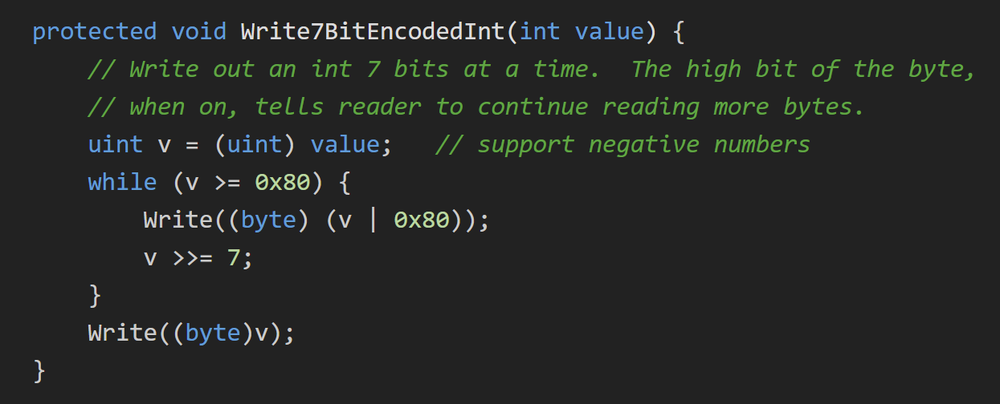 protected void Write7BitEncodedInt(int value) {
    // Write out an int 7 bits at a time.  The high bit of the byte,
    // when on, tells reader to continue reading more bytes.
    uint v = (uint) value;   // support negative numbers
    while (v >= 0x80) {
        Write((byte) (v | 0x80));
        v >>= 7;
    }
    Write((byte)v);
}